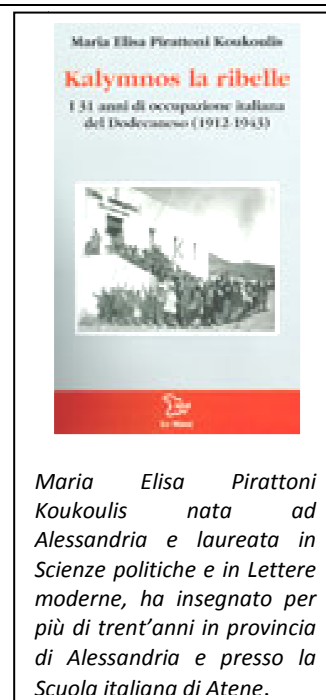 Maria Elisa Pirattoni Koukoulis
Kalymnos la ribelle
I 31 anni di occupazione italiana
del Dodecaneso (1912-1943)
Maria Elisa Pirattoni
Koukoulis nata ad
Alessandria e laureata in
Scienze politiche e in Lettere
moderne, ha insegnato per
più di trent’anni in provincia
di Alessandria e presso la
Scuola italiana di Atene.